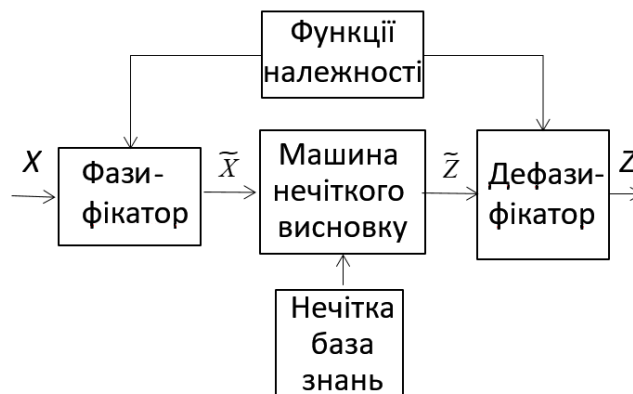 Функції
належності
X
Фази-
фікатор
X̃
Машина
нечіткого
висновку
Z̃
Дефази-
фікатор
Z
Нечітка
база
знань